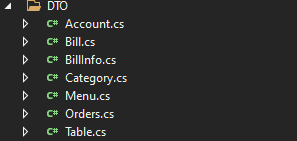 DTO
C# Account.cs
C# Bill.cs
C# BillInfo.cs
C# Category.cs
C# Menu.cs
C# Orders.cs
C# Table.cs